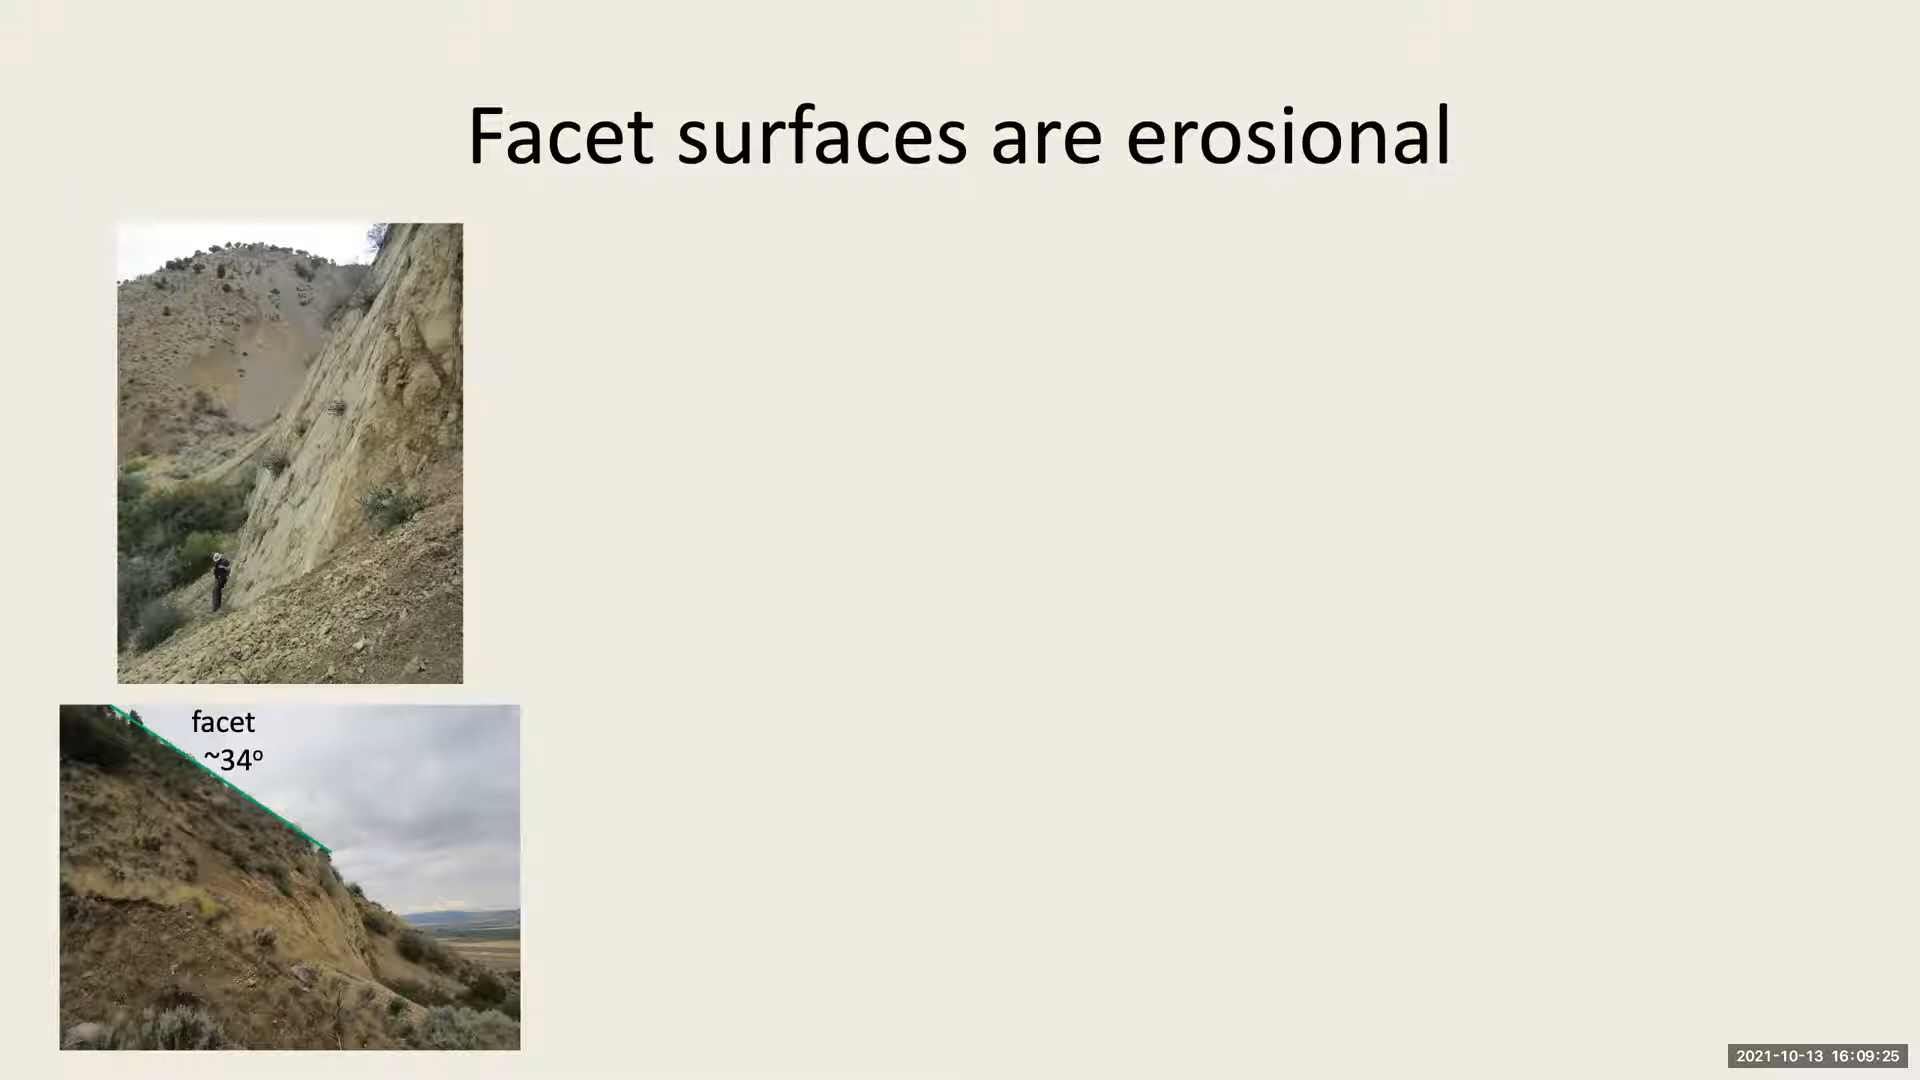 Facet surfaces are erosional
facet
~34º
2021-10-13 16:09:25